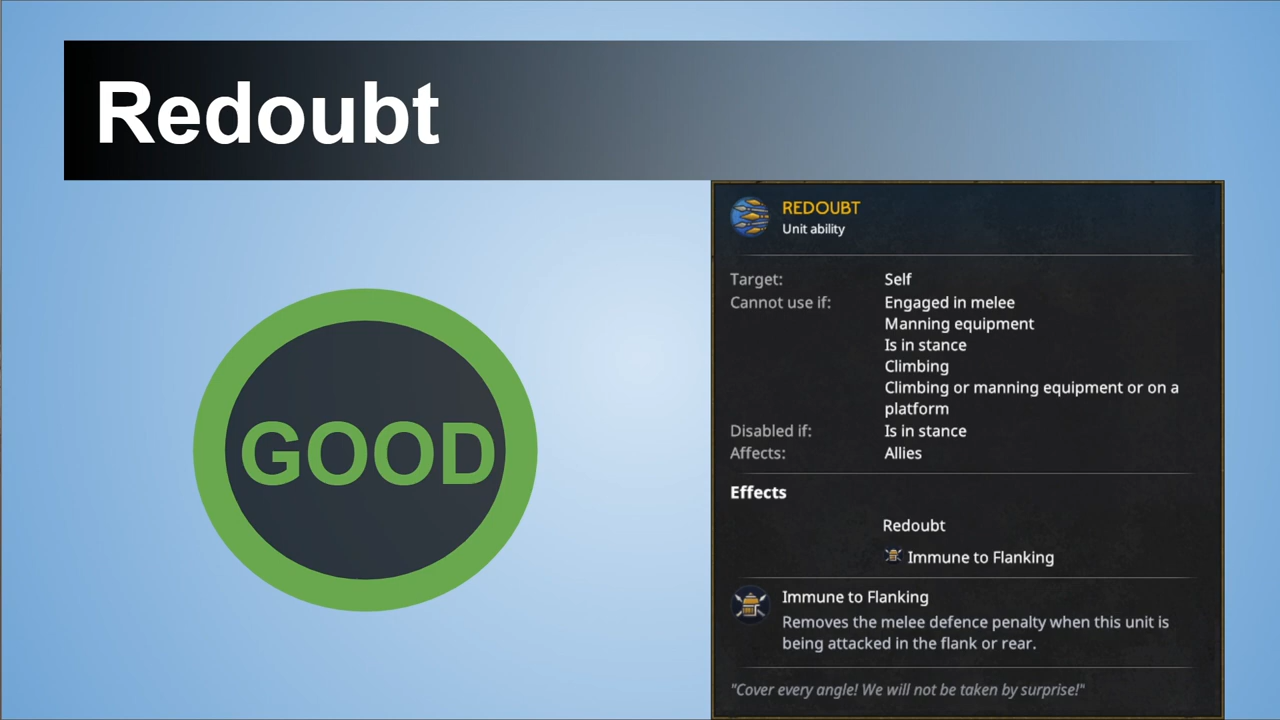 Redoubt
GOOD
REDOUBT
Unit ability
Target: Self
Cannot use if: Engaged in melee
Manning equipment
Is in stance
Climbing
Climbing or manning equipment or on a
platform
Disabled if: Is in stance
Affects: Allies
Effects
Redoubt
Immune to Flanking
Immune to Flanking
Removes the melee defence penalty when this unit is
being attacked in the flank or rear.
"Cover every angle! We will not be taken by surprise!"